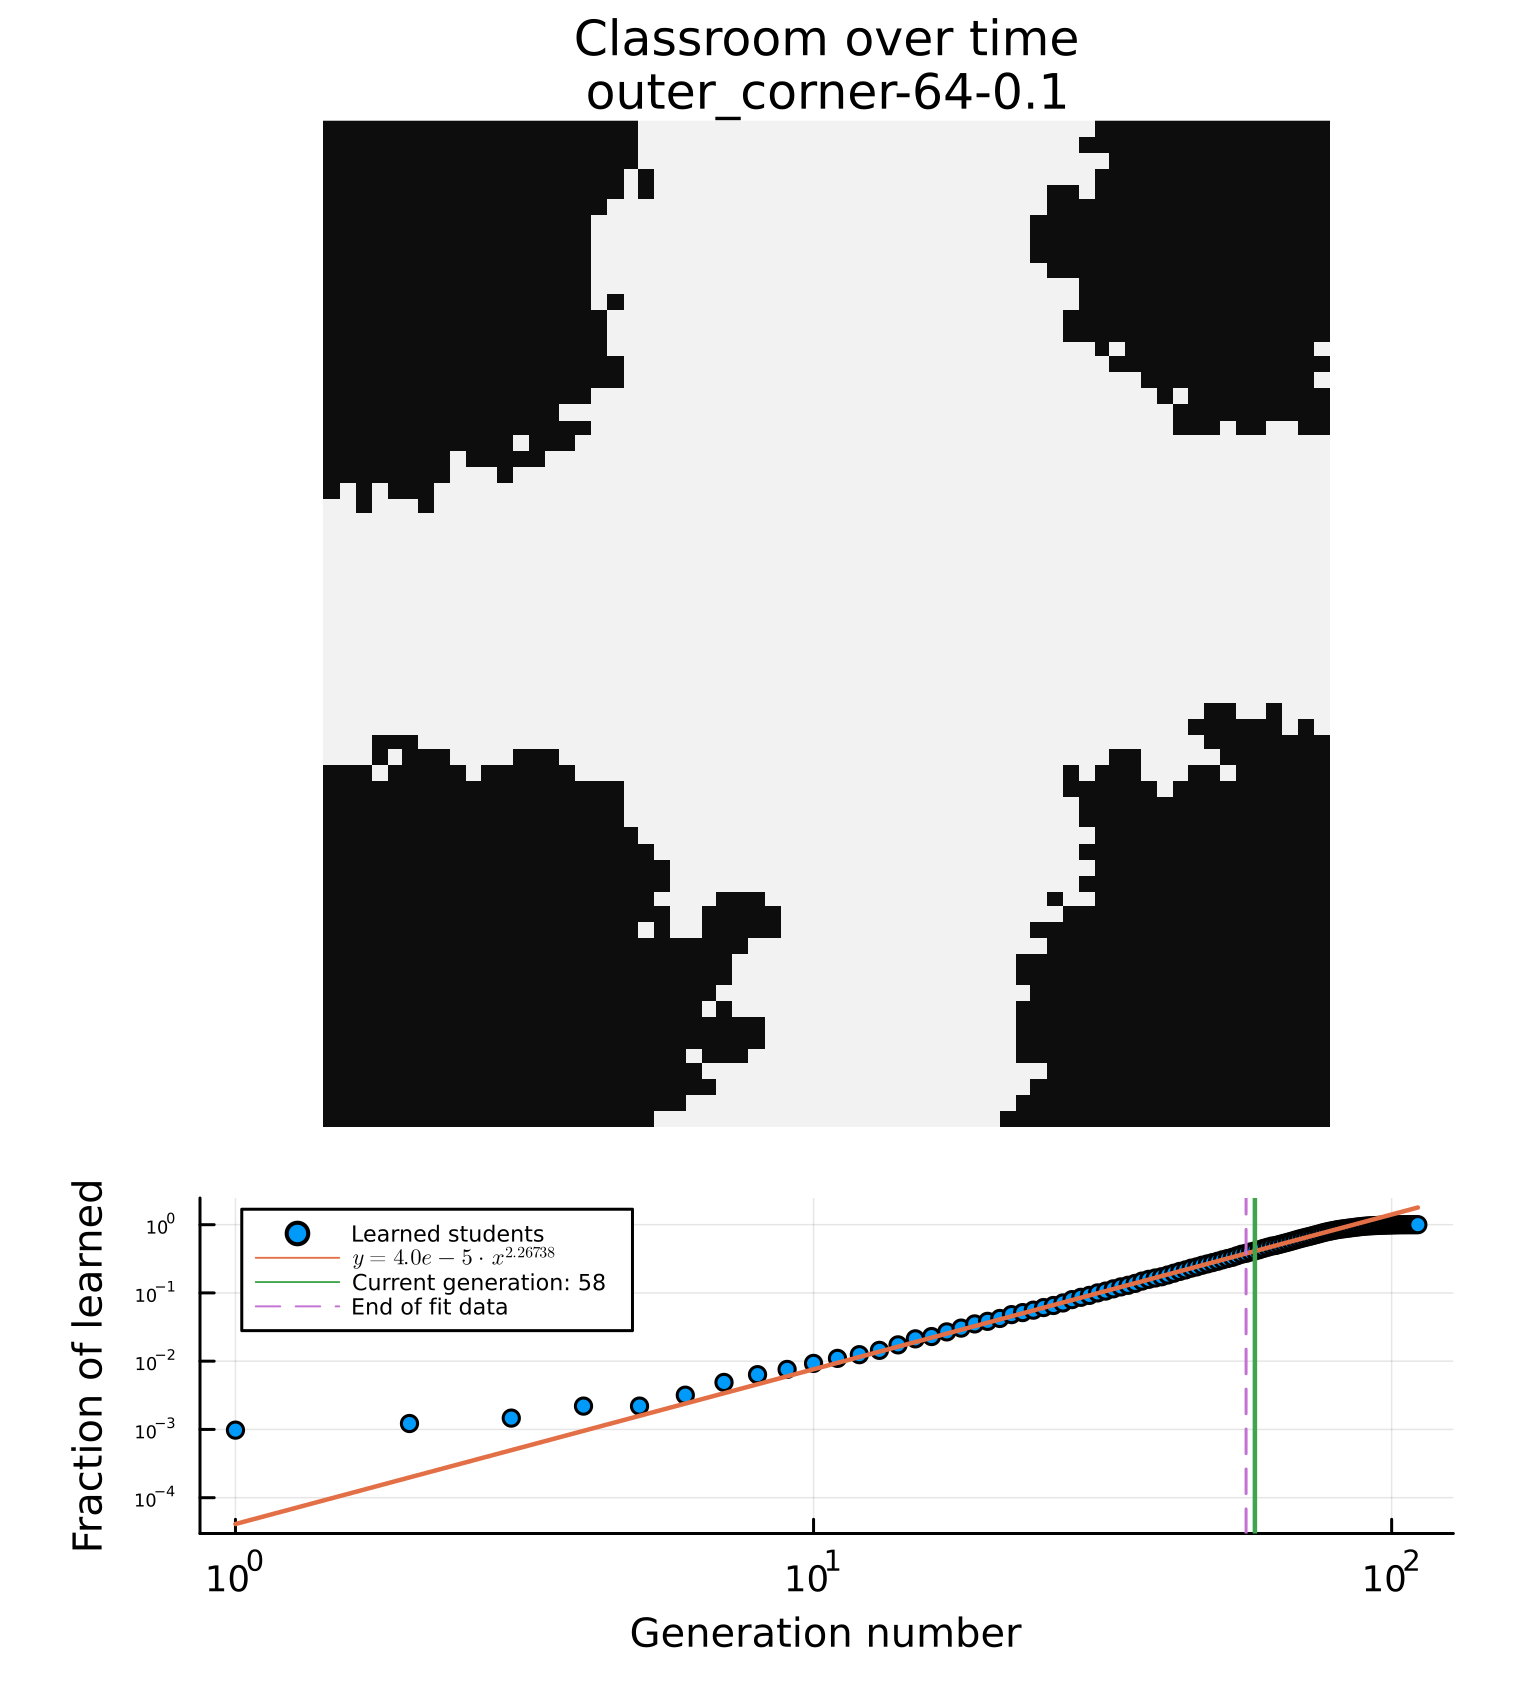 Classroom over time
outer_corner-64-0.1
Fraction of learned
10^0
10^−1
10^−2
10^−3
10^−4
Learned students
y = 4.0e − 5 · x^2.26738
Current generation: 58
End of fit data
10^0 10^1 10^2
Generation number